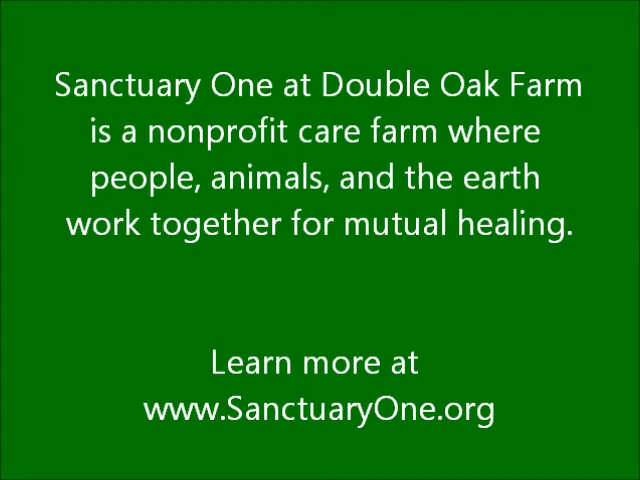 Sanctuary One at Double Oak Farm
is a nonprofit care farm where
people, animals, and the earth
work together for mutual healing.
Learn more at
www.SanctuaryOne.org